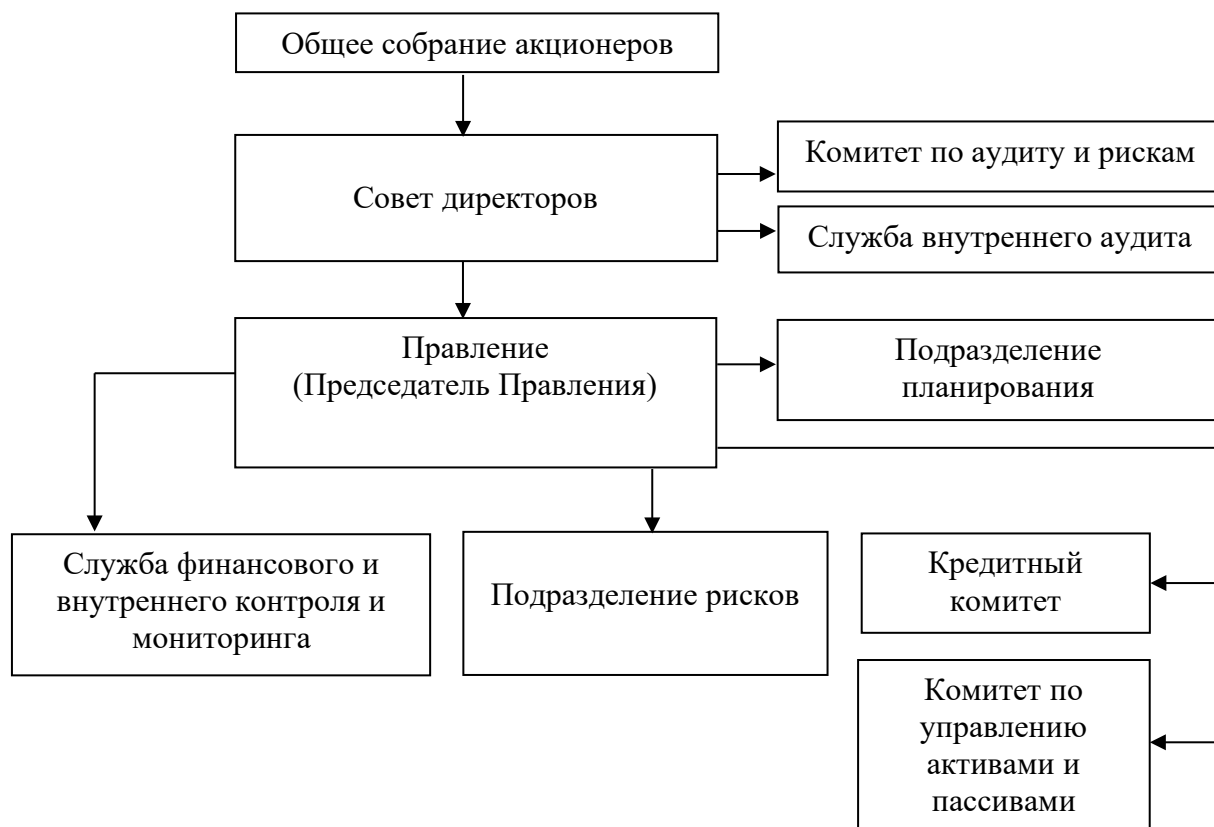 Общее собрание акционеров
Совет директоров
Комитет по аудиту и рискам
Служба внутреннего аудита
Правление
(Председатель Правления)
Подразделение
планирования
Служба финансового и
внутреннего контроля и
мониторинга
Подразделение рисков
Кредитный
комитет
Комитет по
управлению
активами и
пассивами